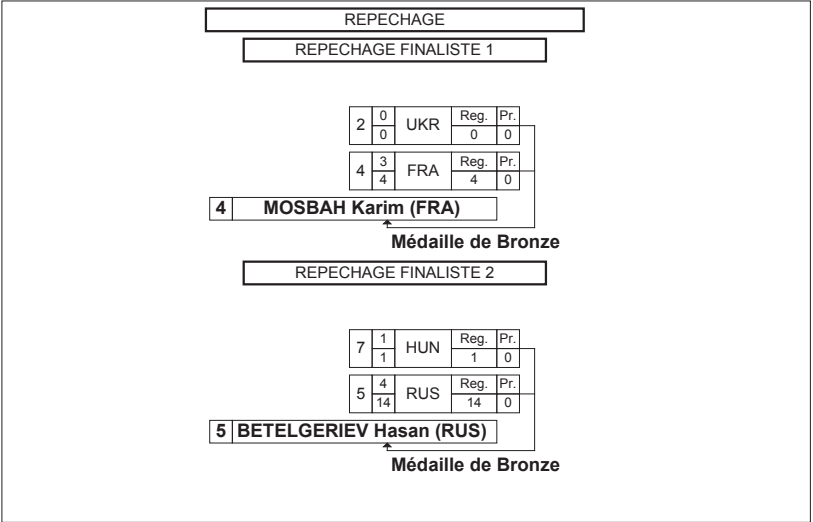 REPECHAGE
REPECHAGE FINALISTE 1
2 0 UKR Reg. Pr.
0 0 0
4 3 FRA Reg. Pr.
4 4 0
4 MOSBAH Karim (FRA)
Médaille de Bronze
REPECHAGE FINALISTE 2
7 1 HUN Reg. Pr.
1 1 0
5 4 RUS Reg. Pr.
14 14 0
5 BETELGERIEV Hasan (RUS)
Médaille de Bronze